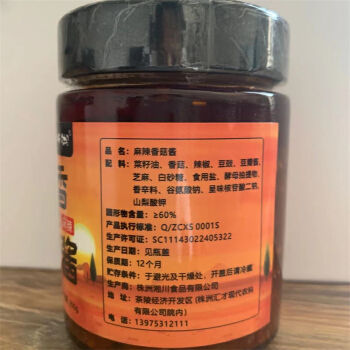 品名：麻辣香菇酱
配料：菜籽油、香菇、辣椒、豆豉、豆瓣酱、
芝麻、白砂糖、食用盐、酵母抽提物、
香辛料、谷氨酸钠、呈味核苷酸二钠、
山梨酸钾
固形物含量：≥60%
产品执行标准：Q/ZCXS 0001S
生产许可证：SC11143022405322
生产日期：见瓶盖
保质期：12个月
贮存条件：于避光及干燥处、开盖后需冷藏
生产商：株洲湘川食品有限公司
地址：茶陵经济开发区（株洲汇才现代农科
有限公司院内）
电话：13975312111
酱